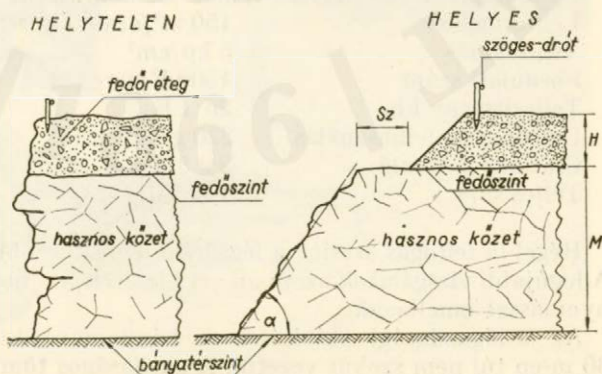 HELYTELEN
HELYES
szöges-drót
fedőréteg
Sz
H
fedőszint
fedőszint
hasznos kőzet
hasznos kőzet
M
α
bányatérszint